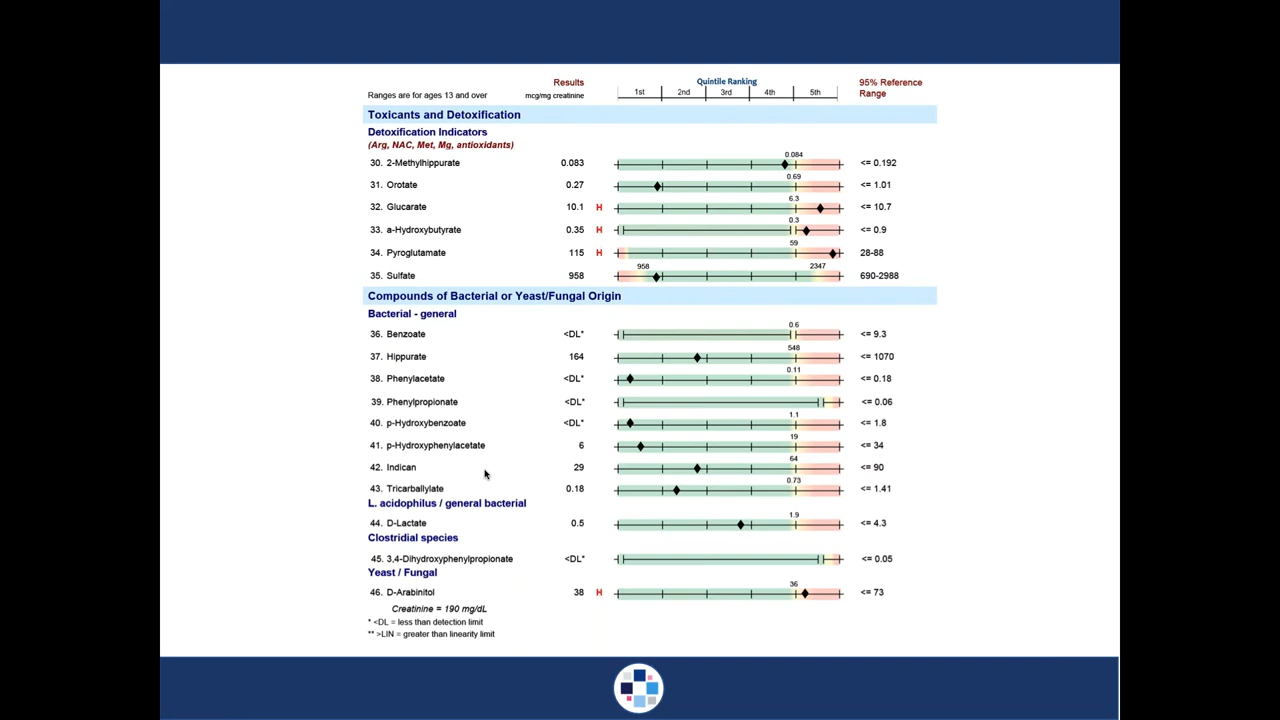 Results Quintile Ranking 95% Reference Range
Ranges are for ages 13 and over mcg/mg creatinine 1st 2nd 3rd 4th 5th
Toxicants and Detoxification
Detoxification Indicators
(Arg, NAC, Met, Mg, antioxidants)
0.084
30. 2-Methylhippurate 0.083 <= 0.192
0.69
31. Orotate 0.27 <= 1.01
6.3
32. Glucarate 10.1 H <= 10.7
0.3
33. a-Hydroxybutyrate 0.35 H <= 0.9
59
34. Pyroglutamate 115 H 28-88
958 2347
35. Sulfate 958 690-2988
Compounds of Bacterial or Yeast/Fungal Origin
Bacterial - general
0.6
36. Benzoate <DL* <= 9.3
548
37. Hippurate 164 <= 1070
0.11
38. Phenylacetate <DL* <= 0.18
39. Phenylpropionate <DL* <= 0.06
1.1
40. p-Hydroxybenzoate <DL* <= 1.8
19
41. p-Hydroxyphenylacetate 6 <= 34
64
42. Indican 29 <= 90
0.73
43. Tricarballylate 0.18 <= 1.41
L. acidophilus / general bacterial
1.9
44. D-Lactate 0.5 <= 4.3
Clostridial species
45. 3,4-Dihydroxyphenylpropionate <DL* <= 0.05
Yeast / Fungal
36
46. D-Arabinitol 38 H <= 73
Creatinine = 190 mg/dL
* <DL = less than detection limit
** >LIN = greater than linearity limit